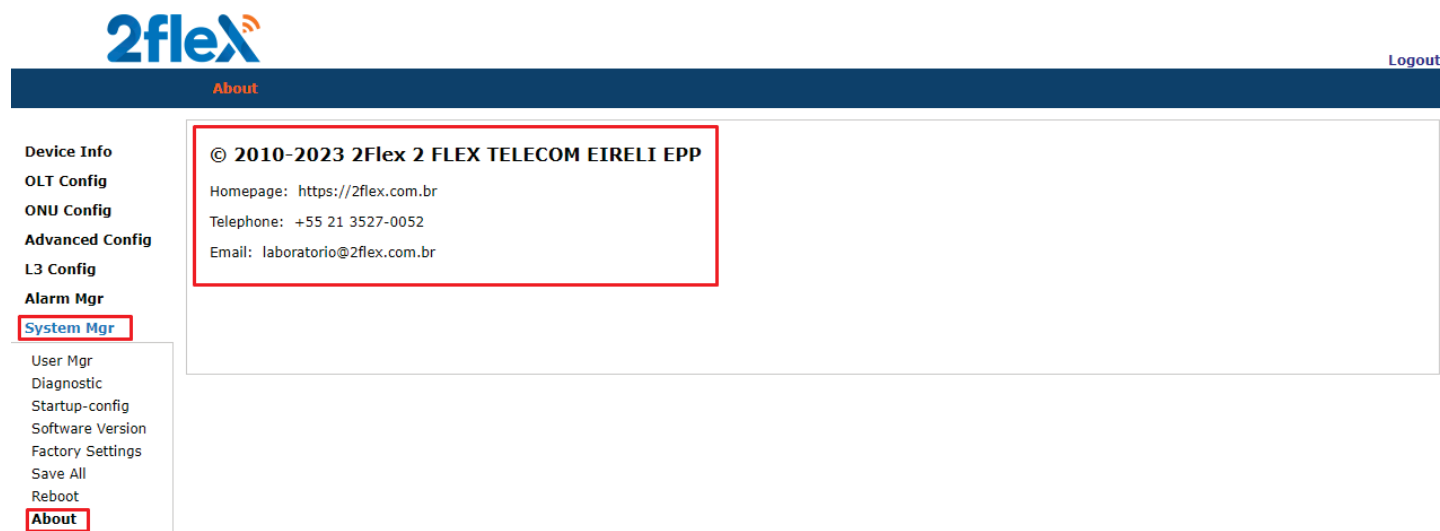 2flex
Logout
About
Device Info
OLT Config
ONU Config
Advanced Config
L3 Config
Alarm Mgr
System Mgr
User Mgr
Diagnostic
Startup-config
Software Version
Factory Settings
Save All
Reboot
About
© 2010-2023 2Flex 2 FLEX TELECOM EIRELI EPP
Homepage: https://2flex.com.br
Telephone: +55 21 3527-0052
Email: laboratorio@2flex.com.br